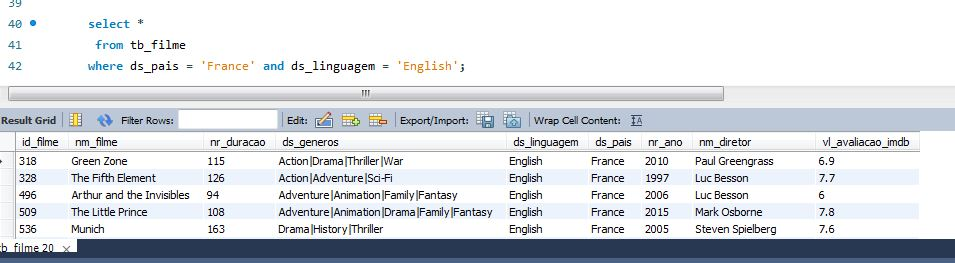 39
40 select *
41 from tb_filme
42 where ds_pais = 'France' and ds_linguagem = 'English';
Result Grid Filter Rows: Edit: Export/Import: Wrap Cell Content: IA
id_filme nm_filme nr_duracao ds_generos ds_linguagem ds_pais nr_ano nm_diretor vl_avaliacao_imdb
318 Green Zone 115 Action|Drama|Thriller|War English France 2010 Paul Greengrass 6.9
328 The Fifth Element 126 Action|Adventure|Sci-Fi English France 1997 Luc Besson 7.7
496 Arthur and the Invisibles 94 Adventure|Animation|Family|Fantasy English France 2006 Luc Besson 6
509 The Little Prince 108 Adventure|Animation|Drama|Family|Fantasy English France 2015 Mark Osborne 7.8
536 Munich 163 Drama|History|Thriller English France 2005 Steven Spielberg 7.6
tb_filme 20 ×